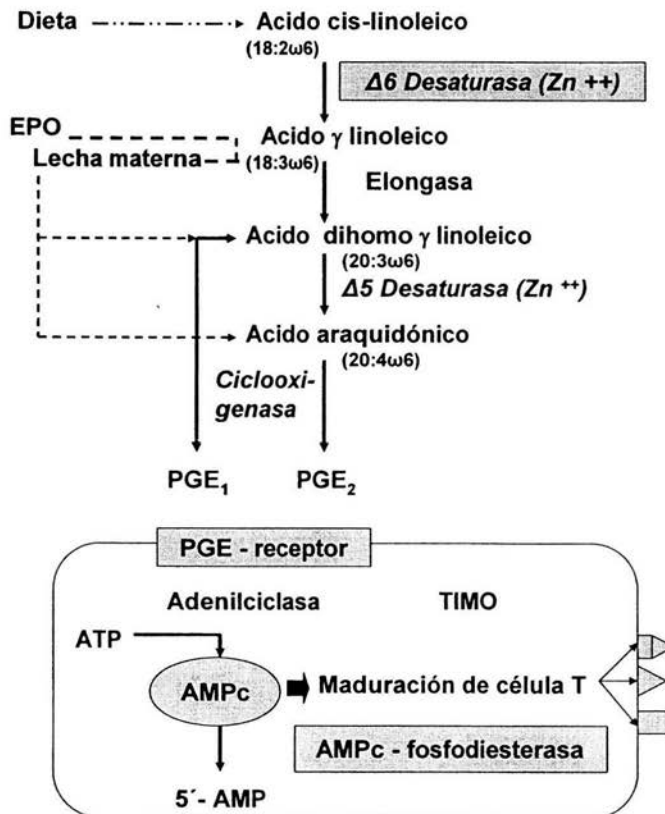 Dieta
Acido cis-linoleico
(18:2ω6)
Δ6 Desaturasa (Zn ++)
EPO
Acido γ linoleico
Lecha materna
(18:3ω6)
Elongasa
Acido dihomo γ linoleico
(20:3ω6)
Δ5 Desaturasa (Zn ++)
Acido araquidónico
(20:4ω6)
Ciclooxi-
genasa
PGE1
PGE2
PGE - receptor
Adenilciclasa
TIMO
ATP
AMPc
Maduración de célula T
AMPc - fosfodiesterasa
5´- AMP